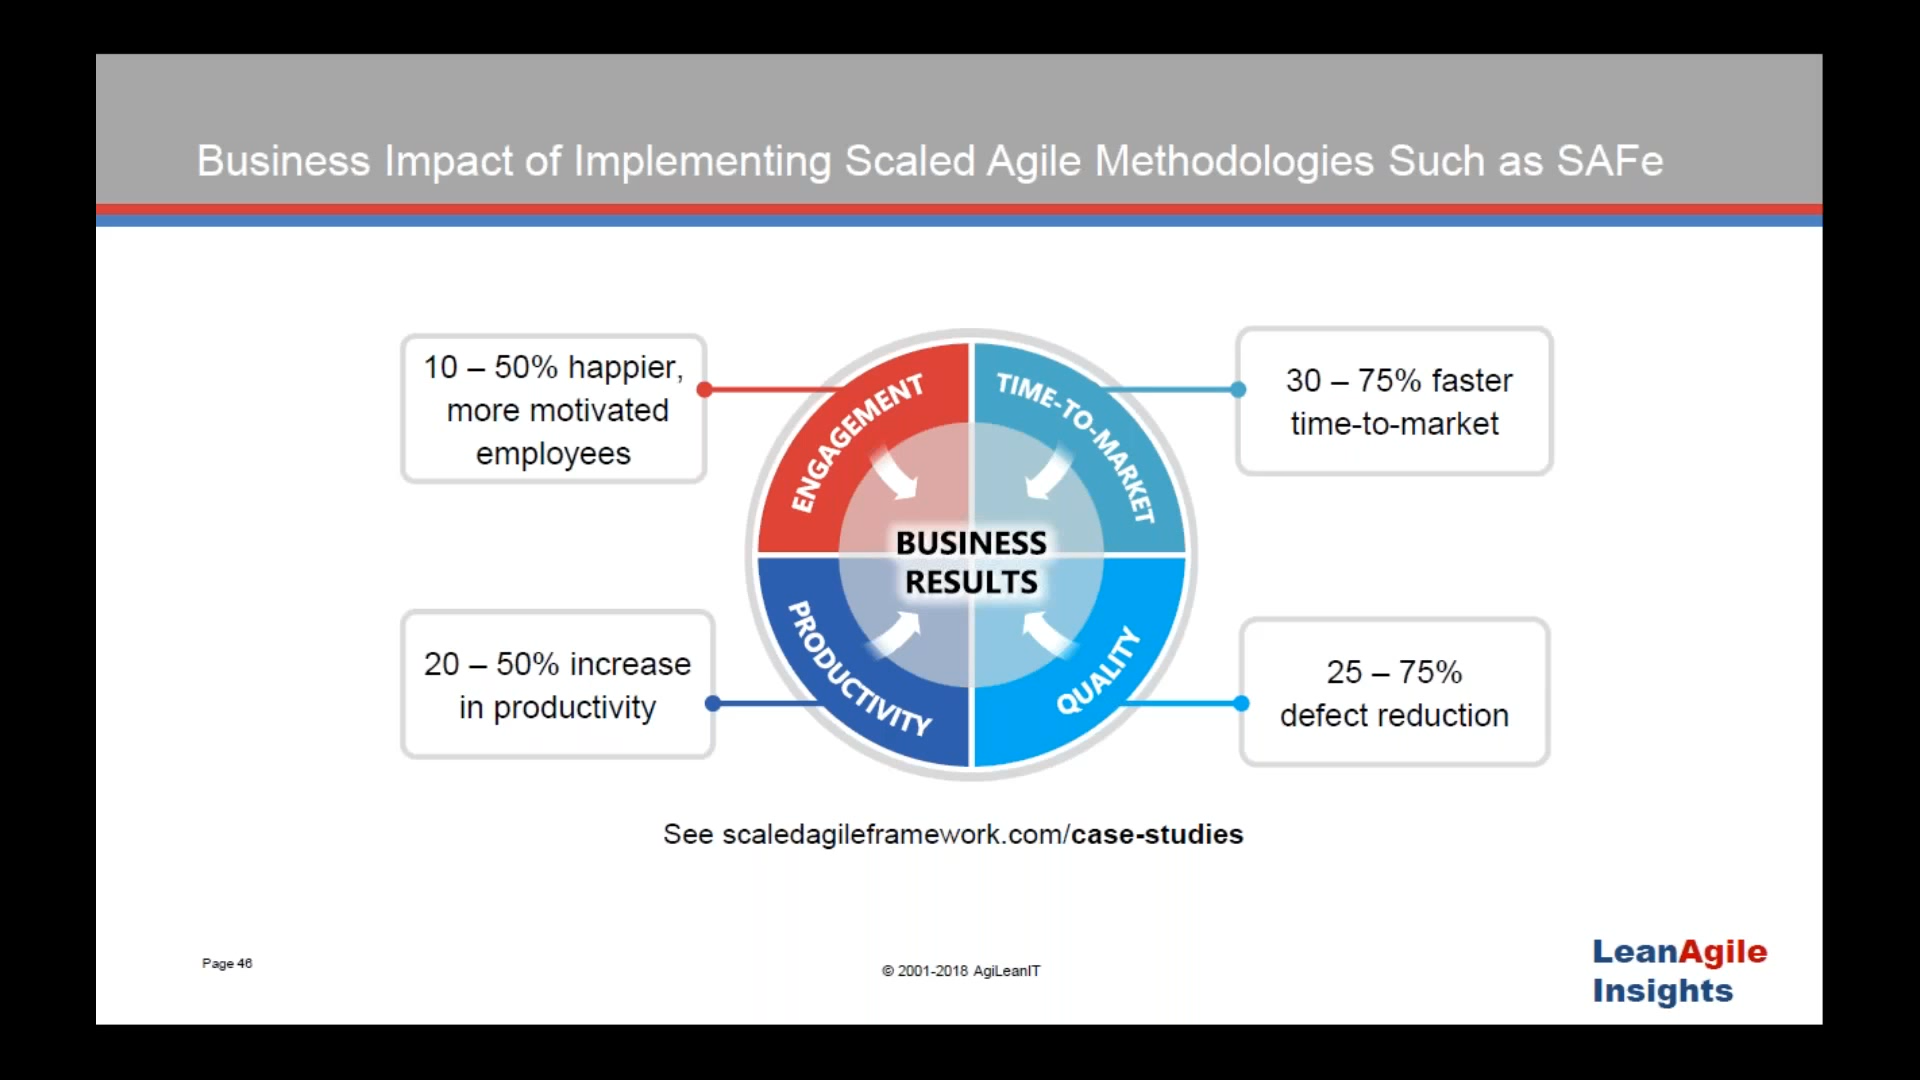 Business Impact of Implementing Scaled Agile Methodologies Such as SAFe
10 – 50% happier,
more motivated
employees
30 – 75% faster
time-to-market
ENGAGEMENT
TIME-TO-MARKET
BUSINESS
RESULTS
PRODUCTIVITY
QUALITY
20 – 50% increase
in productivity
25 – 75%
defect reduction
See scaledagileframework.com/case-studies
Page 46
© 2001-2018 AgiLeanIT
LeanAgile
Insights